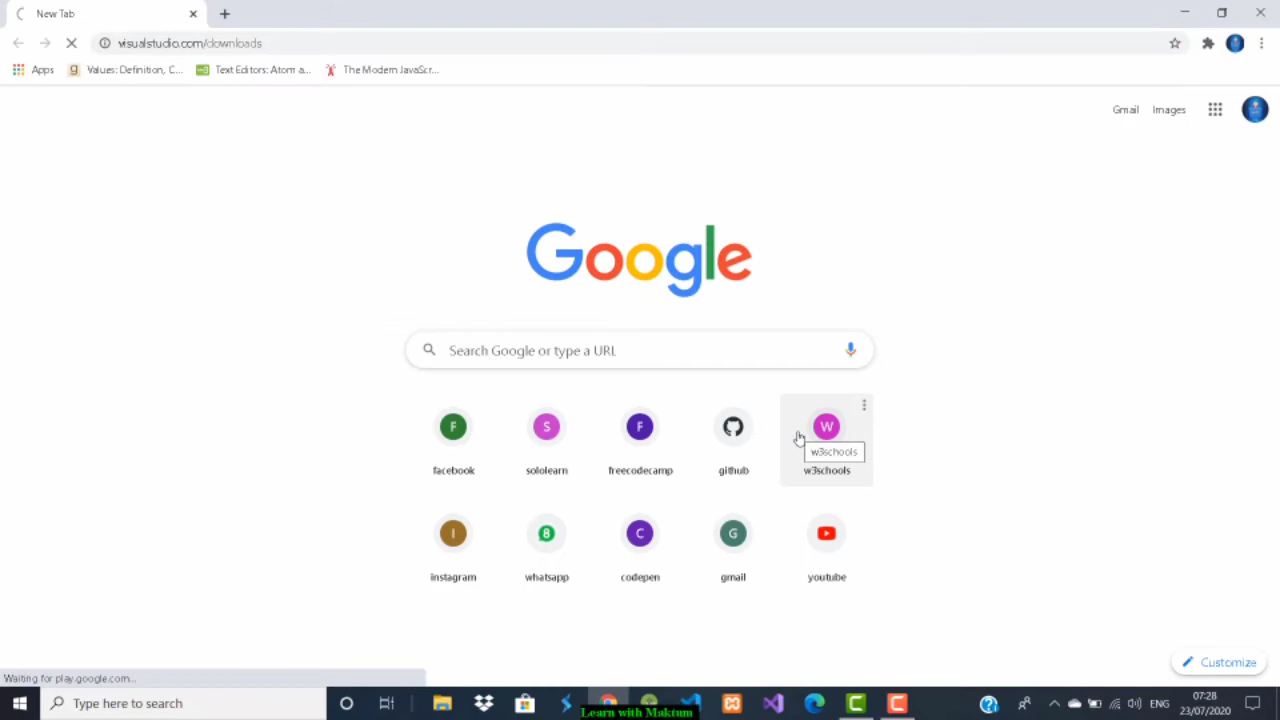 New Tab
visualstudio.com/downloads
Apps
Values: Definition, C...
Text Editors: Atom a...
The Modern JavaScr...
Gmail
Images
Google
Search Google or type a URL
F
S
F
W
w3schools
facebook
sololearn
freecodecamp
github
w3schools
I
8
C
G
instagram
whatsapp
codepen
gmail
youtube
Customize
Waiting for play.google.com...
Type here to search
Learn with Maktum
ENG
07:28
23/07/2020